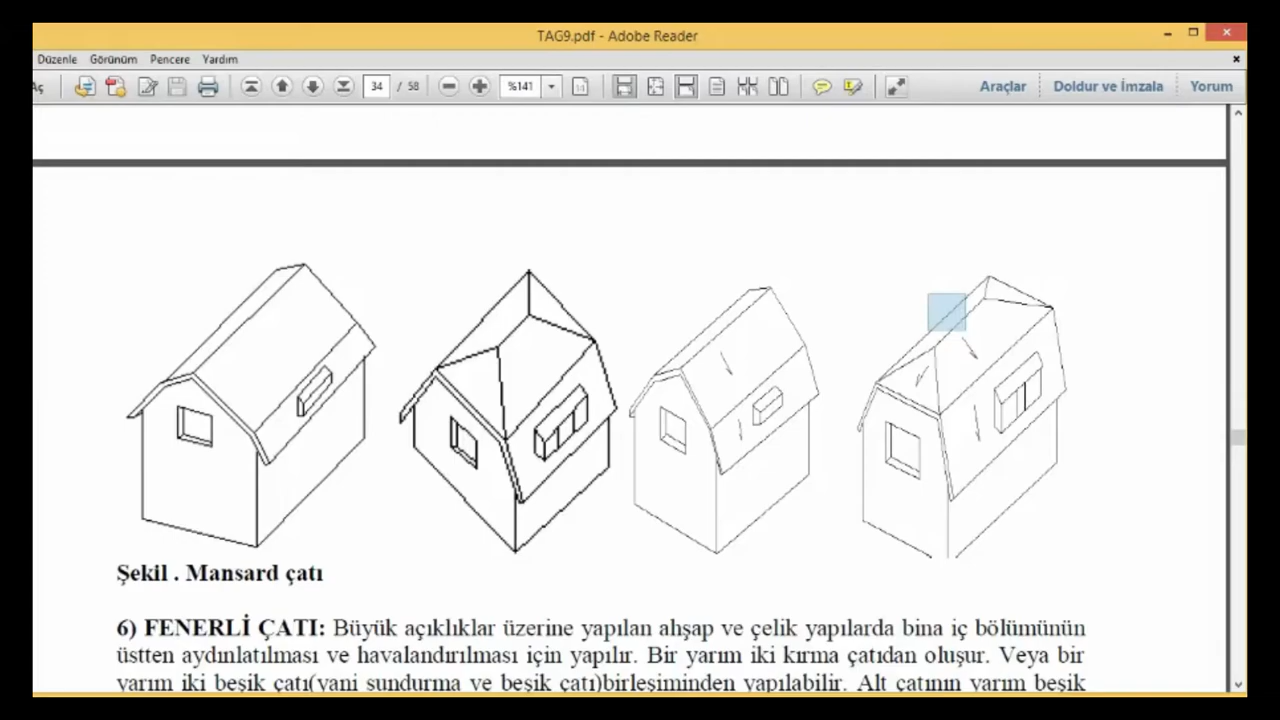 TAG9.pdf - Adobe Reader
Düzenle Görünüm Pencere Yardım
34 / 58 %141 Araçlar Doldur ve İmzala Yorum
Şekil . Mansard çatı
6) FENERLİ ÇATI: Büyük açıklıklar üzerine yapılan ahşap ve çelik yapılarda bina iç bölümünün
üstten aydınlatılması ve havalandırılması için yapılır. Bir yarım iki kırma çatıdan oluşur. Veya bir
yarım iki beşik çatı(yani sundurma ve beşik çatı)birleşiminden yapılabilir. Alt çatının yarım beşik